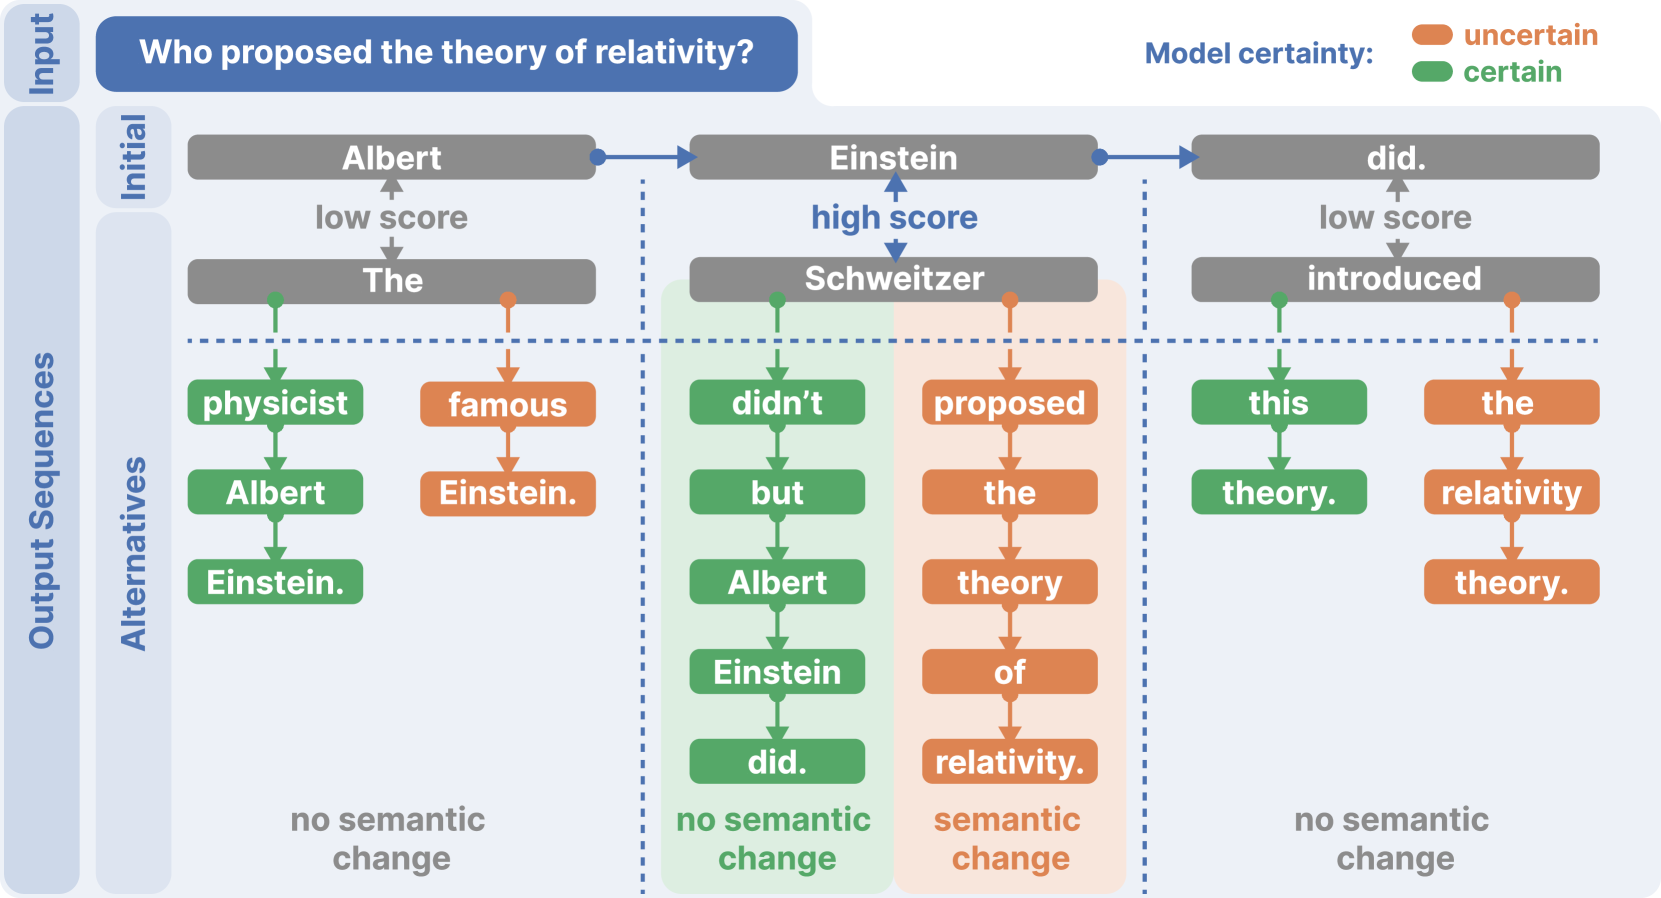 Input
Who proposed the theory of relativity?
Model certainty:
uncertain
certain
Output Sequences
Initial
Albert
Einstein
did.
low score
high score
low score
Alternatives
The
Schweitzer
introduced
physicist
famous
didn’t
proposed
this
the
Albert
Einstein.
but
the
theory.
relativity
Einstein.
Albert
theory
theory.
Einstein
of
did.
relativity.
no semantic
change
no semantic
change
semantic
change
no semantic
change